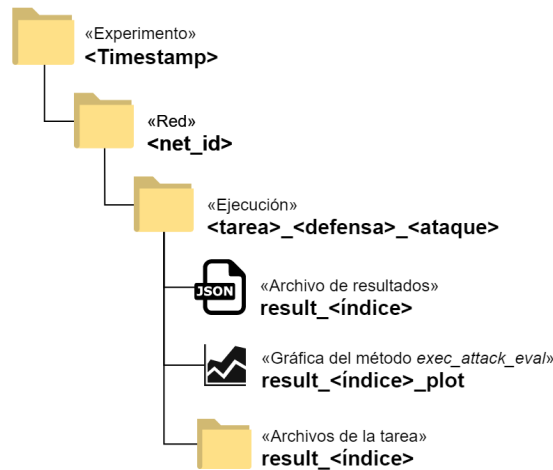 «Experimento»
<Timestamp>
«Red»
<net_id>
«Ejecución»
<tarea>_<defensa>_<ataque>
JSON
«Archivo de resultados»
result_<índice>
«Gráfica del método exec_attack_eval»
result_<índice>_plot
«Archivos de la tarea»
result_<índice>